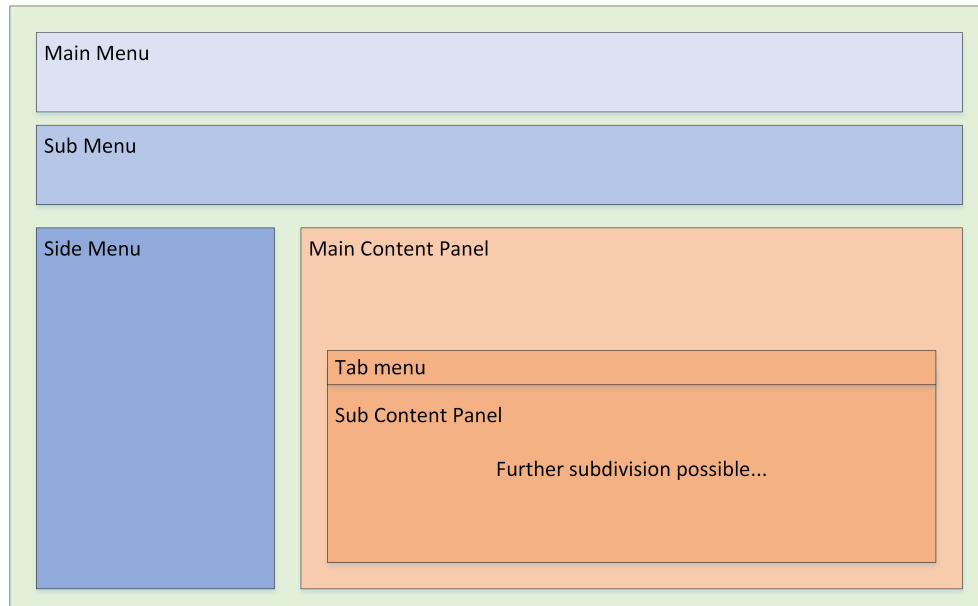 Main Menu
Sub Menu
Side Menu
Main Content Panel
Tab menu
Sub Content Panel
Further subdivision possible...